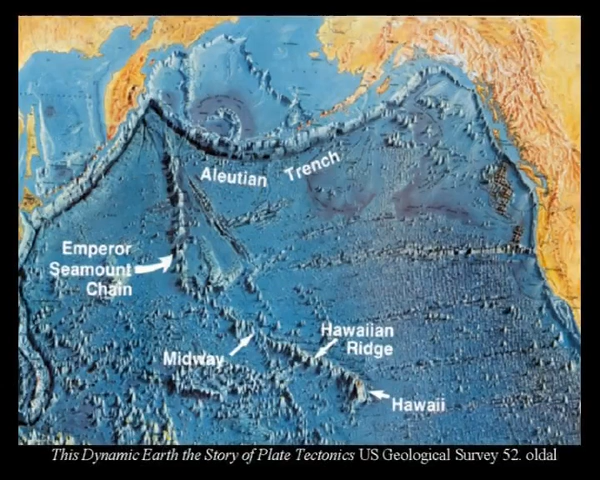 Aleutian Trench
Emperor
Seamount
Chain
Hawaiian
Ridge
Midway
Hawaii
This Dynamic Earth the Story of Plate Tectonics US Geological Survey 52. oldal